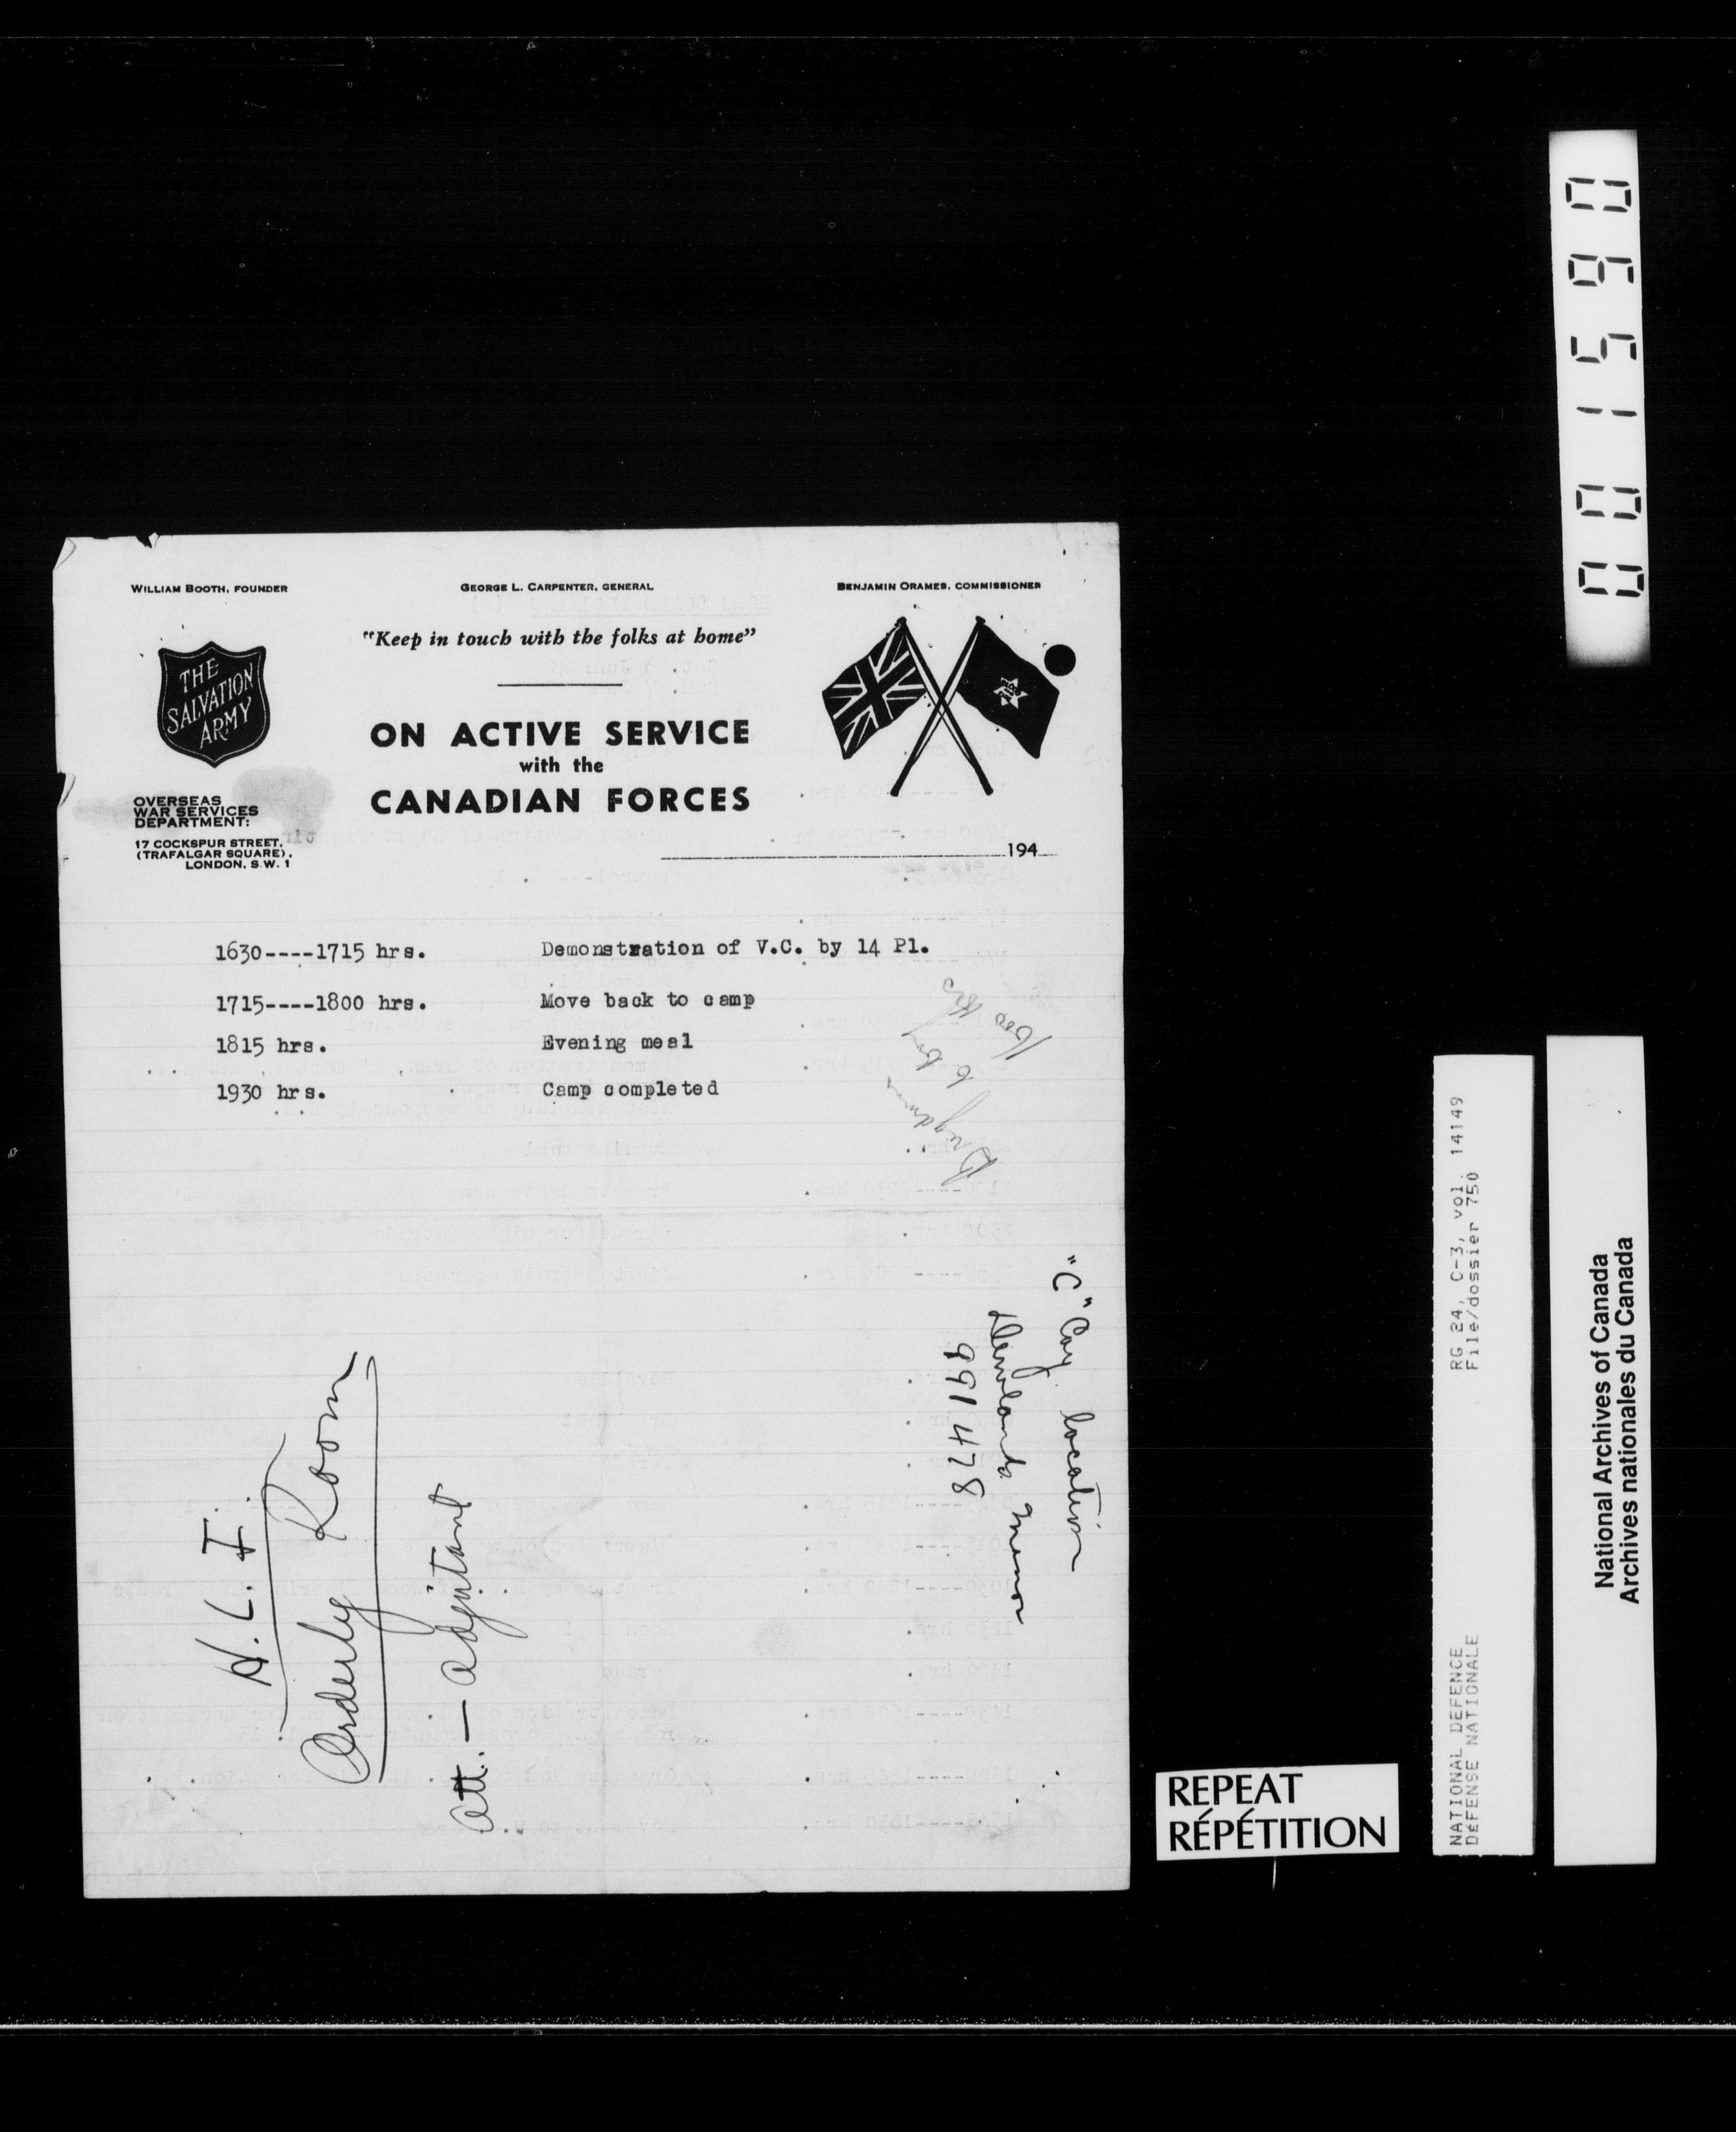 WILLIAM BOOTH, FOUNDER
GEORGE L. CARPENTER, GENERAL
BENJAMIN ORAMES, COMMISSIONER
"Keep in touch with the folks at home"
THE
SALVATION
ARMY
ON ACTIVE SERVICE
with the
CANADIAN FORCES
OVERSEAS
WAR SERVICES
DEPARTMENT:
17 COCKSPUR STREET,
(TRAFALGAR SQUARE),
LONDON, S.W. 1
194
1630----1715 hrs. Demonstration of V.C. by 14 Pl.
1715----1800 hrs. Move back to camp
1815 hrs. Evening meal
1930 hrs. Camp completed
"C" Coy location
Manor
991478
H.L.I.
Orderly Room
Att. — Adjutant
001590
RG 24, C-3, vol. 14149
File/dossier 750
NATIONAL DEFENCE
DÉFENSE NATIONALE
National Archives of Canada
Archives nationales du Canada
REPEAT
RÉPÉTITION